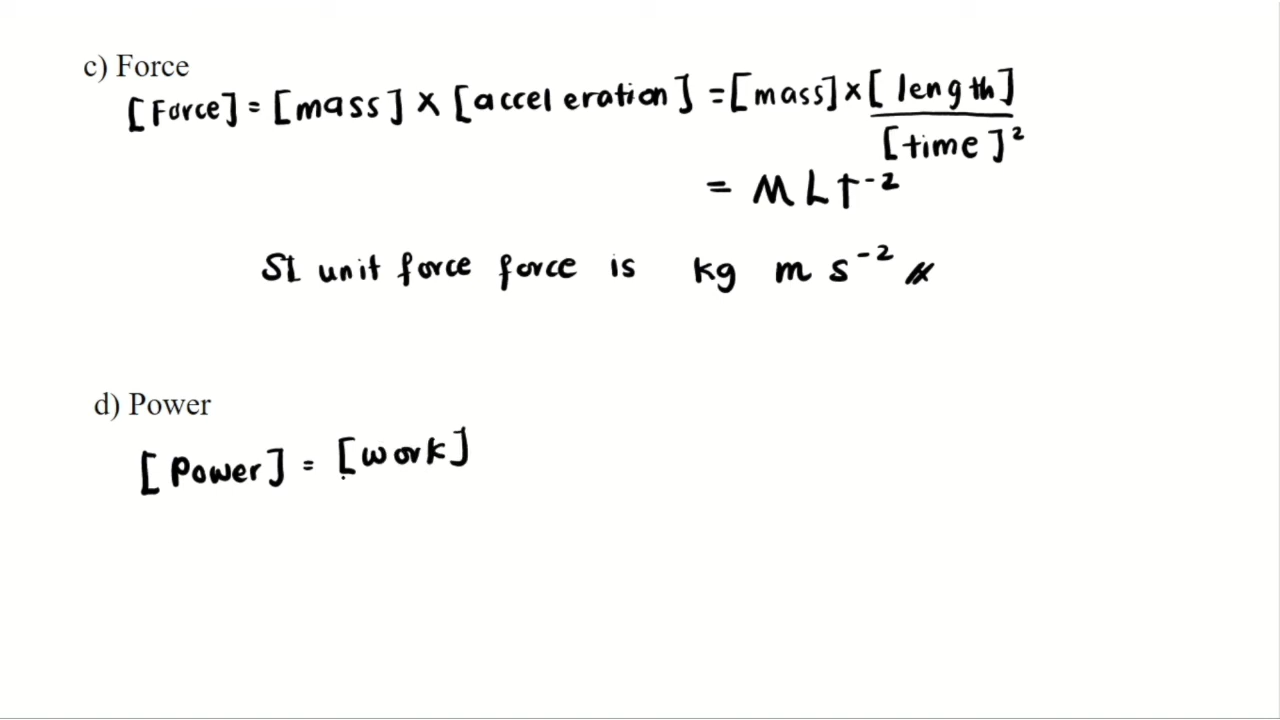 c) Force
[Force] = [mass] × [acceleration] = [mass] × [length]
[time]²
= MLT⁻²
SI unit force force is kg m s⁻² //
d) Power
[Power] = [work]